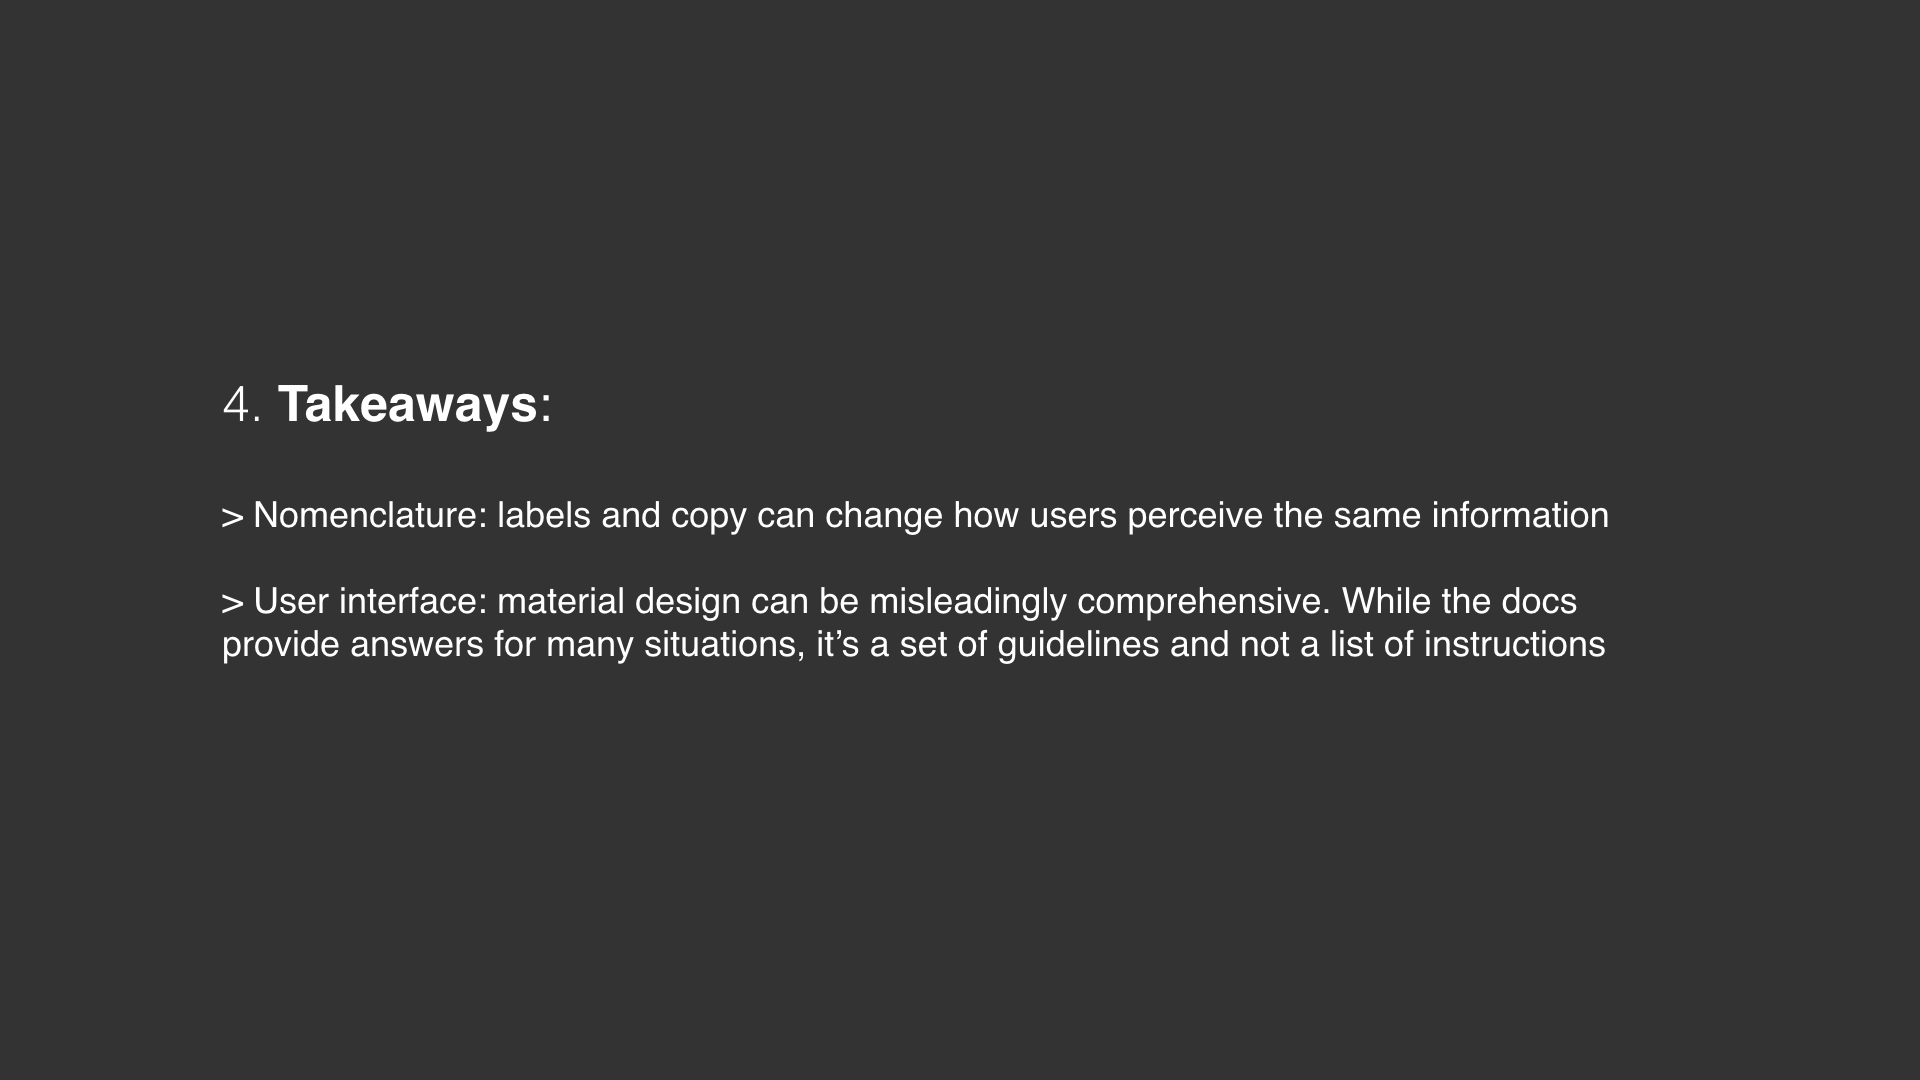 4. Takeaways:
> Nomenclature: labels and copy can change how users perceive the same information
> User interface: material design can be misleadingly comprehensive. While the docs
provide answers for many situations, it’s a set of guidelines and not a list of instructions